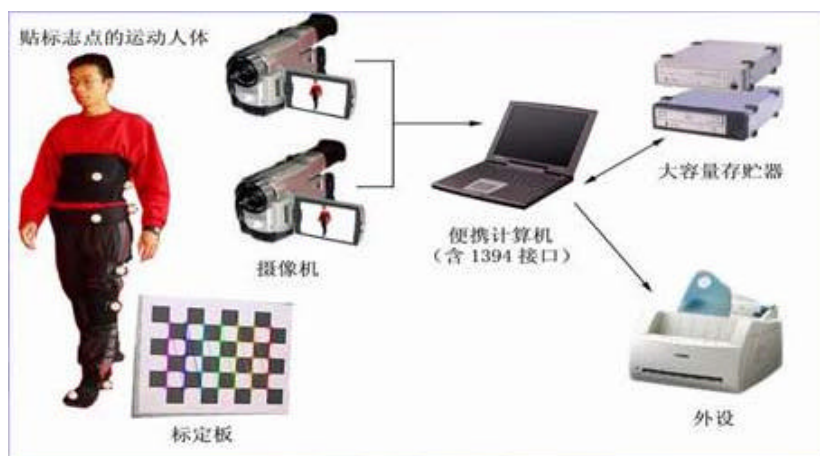 贴标志点的运动人体
大容量存贮器
便携计算机
（含 1394 接口）
摄像机
外设
标定板